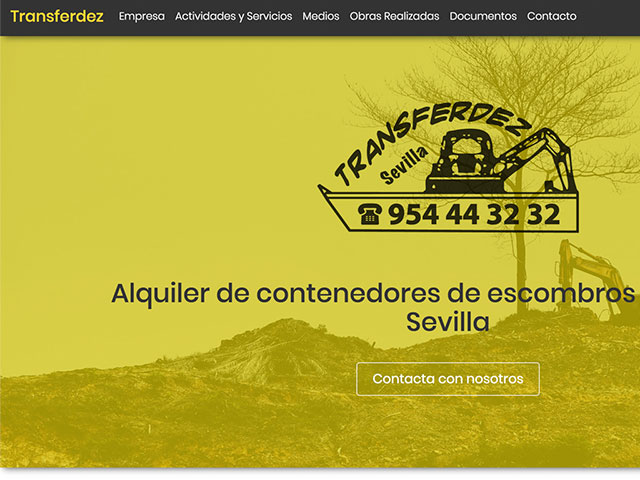 Transferdez Empresa Actividades y Servicios Medios Obras Realizadas Documentos Contacto
TRANSFERDEZ
Sevilla
954 44 32 32
Alquiler de contenedores de escombros
Sevilla
Contacta con nosotros